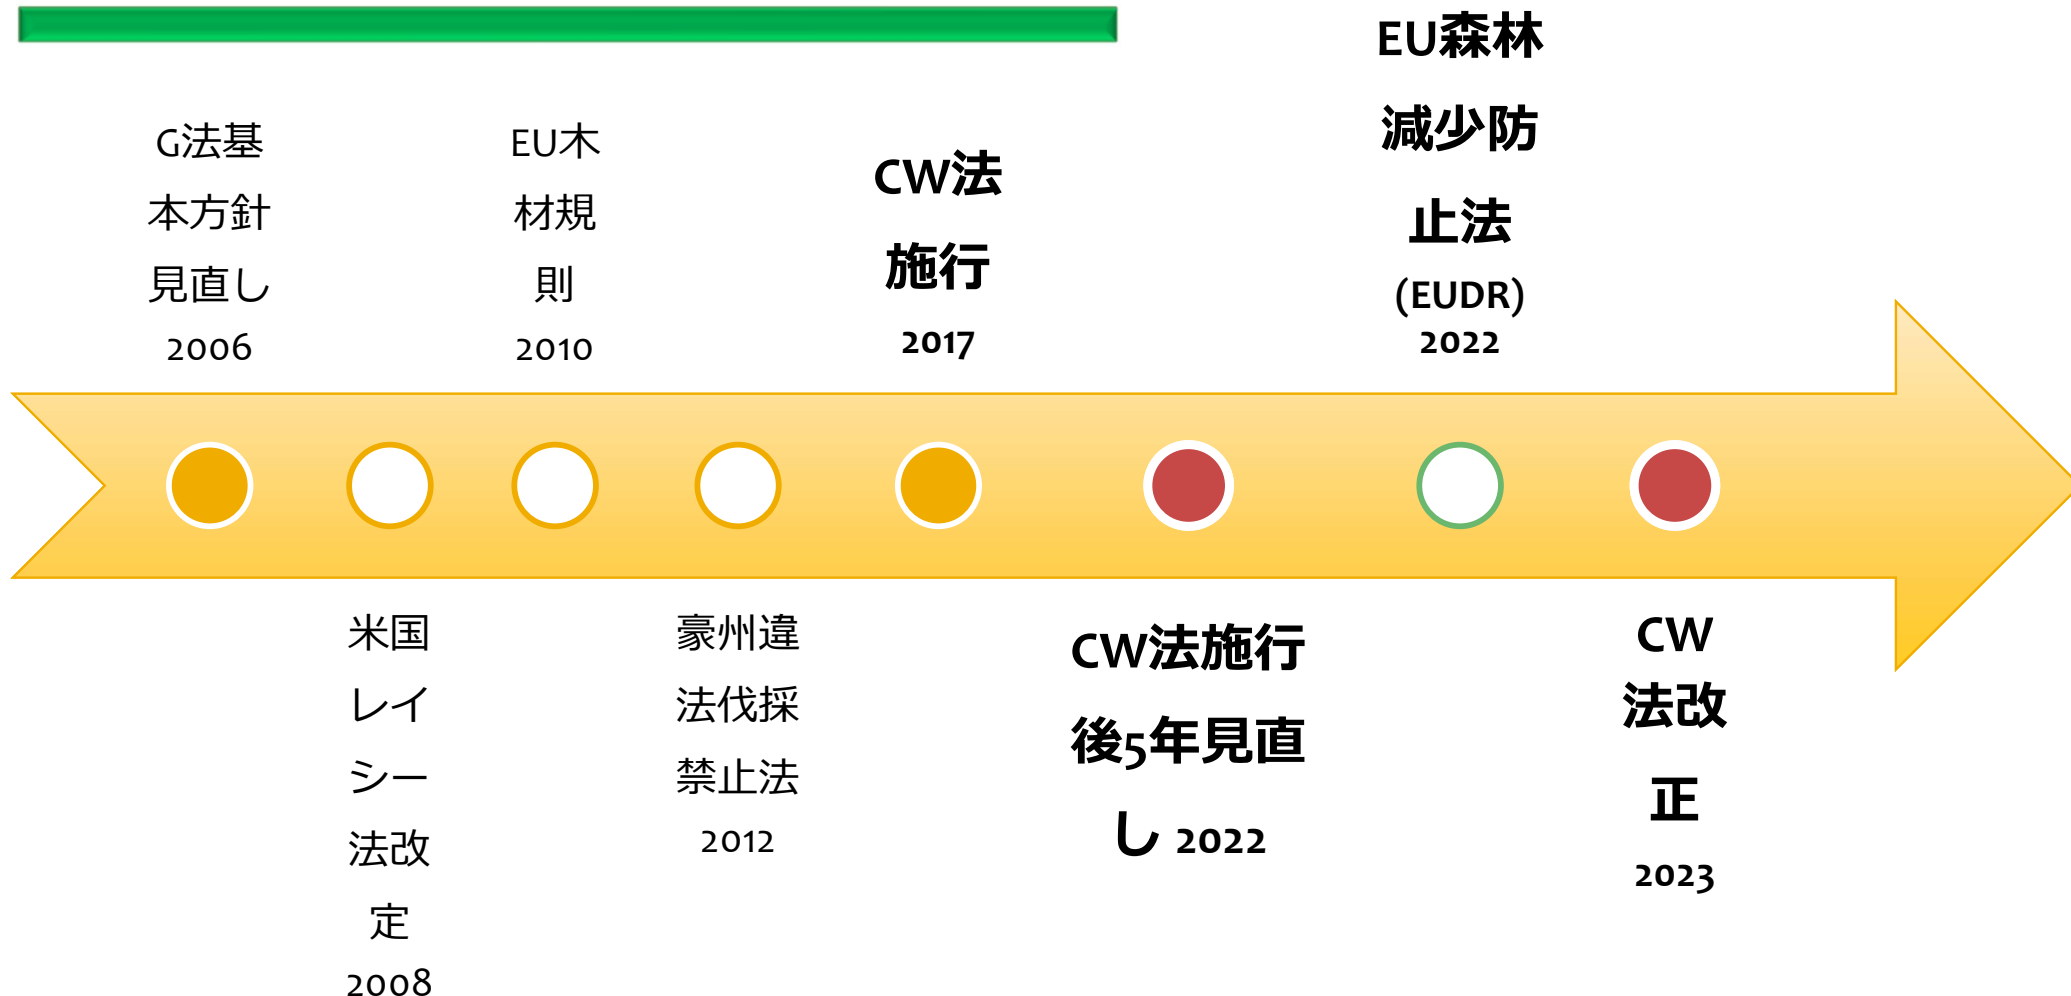 G法基
本方針
見直し
2006
EU木
材規
則
2010
CW法
施行
2017
EU森林
減少防
止法
(EUDR)
2022
米国
レイ
シー
法改
定
2008
豪州違
法伐採
禁止法
2012
CW法施行
後5年見直
し 2022
CW
法改
正
2023